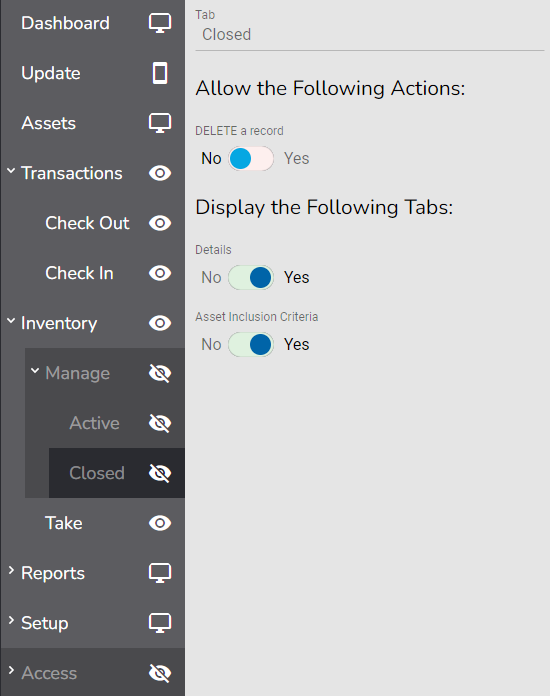 Dashboard
Update
Assets
Transactions
Check Out
Check In
Inventory
Manage
Active
Closed
Take
Reports
Setup
Access
Tab
Closed
Allow the Following Actions:
DELETE a record
No Yes
Display the Following Tabs:
Details
No Yes
Asset Inclusion Criteria
No Yes